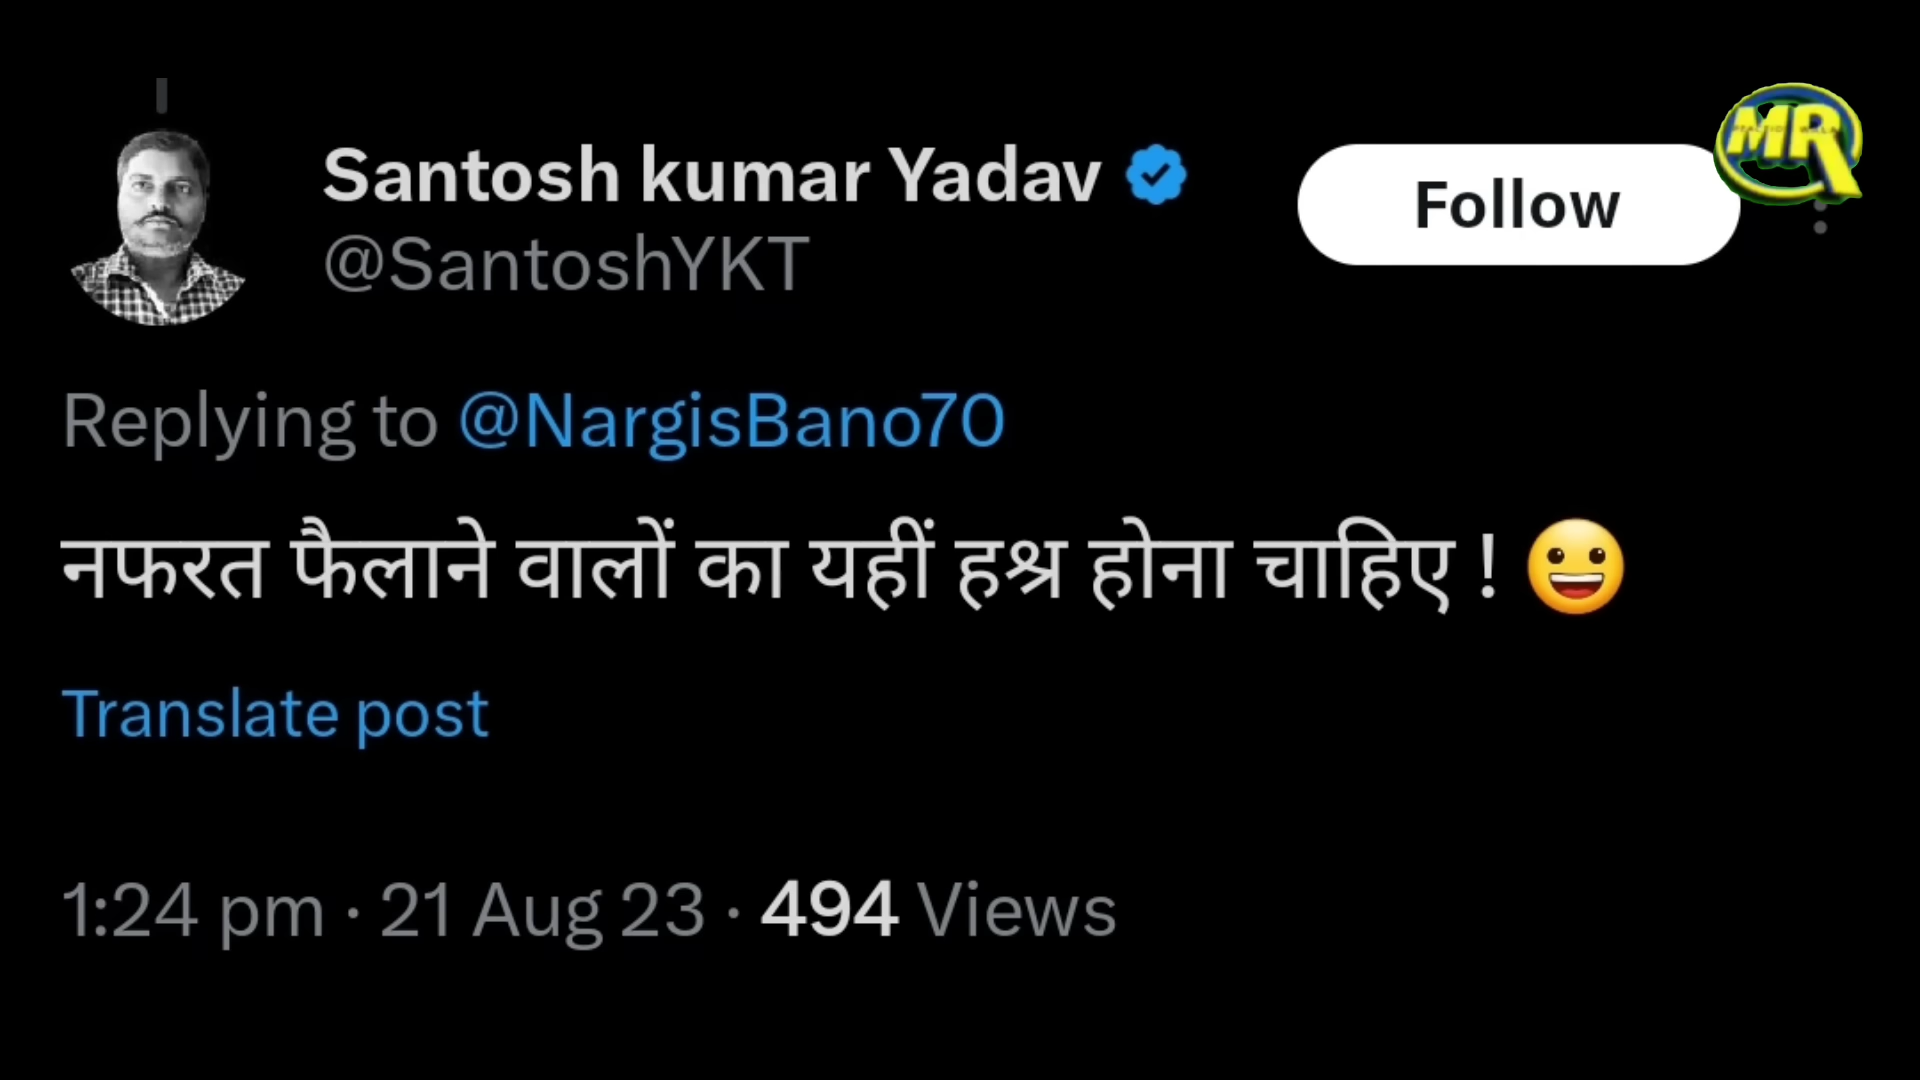 Santosh kumar Yadav
@SantoshYKT
Follow
MR
Replying to @NargisBano70
नफरत फैलाने वालों का यहीं हश्र होना चाहिए ! 😀
Translate post
1:24 pm · 21 Aug 23 · 494 Views